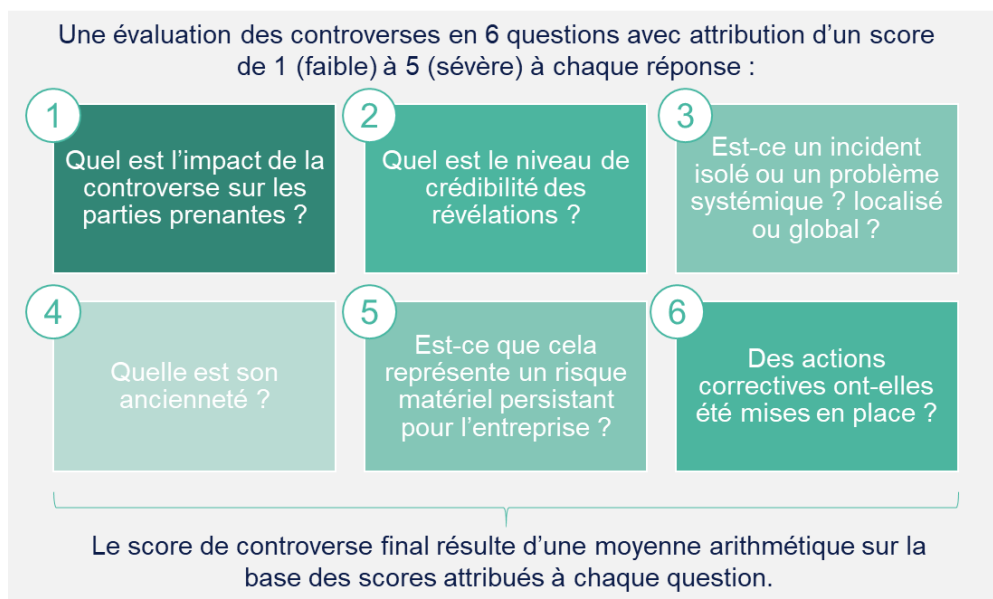 Une évaluation des controverses en 6 questions avec attribution d’un score
de 1 (faible) à 5 (sévère) à chaque réponse :
1
Quel est l’impact de la
controverse sur les
parties prenantes ?
2
Quel est le niveau de
crédibilité des
révélations ?
3
Est-ce un incident
isolé ou un problème
systémique ? localisé
ou global ?
4
Quelle est son
ancienneté ?
5
Est-ce que cela
représente un risque
matériel persistant
pour l’entreprise ?
6
Des actions
correctives ont-elles
été mises en place ?
Le score de controverse final résulte d’une moyenne arithmétique sur la
base des scores attribués à chaque question.